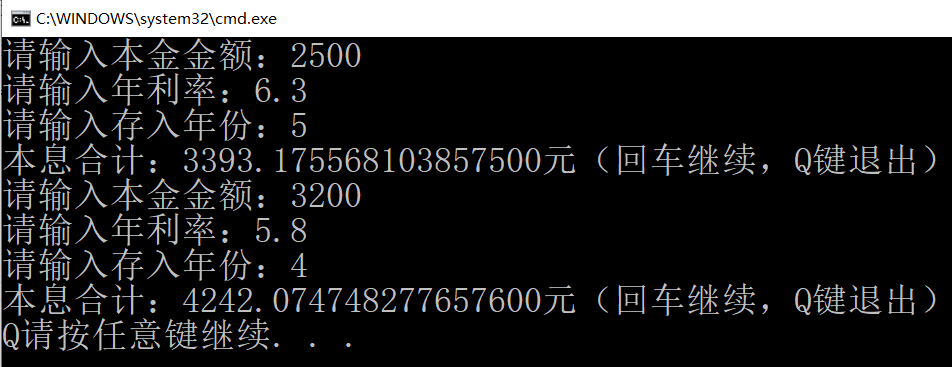 C:\WINDOWS\system32\cmd.exe
请输入本金金额：2500
请输入年利率：6.3
请输入存入年份：5
本息合计：3393.175568103857500元（回车继续，Q键退出）
请输入本金金额：3200
请输入年利率：5.8
请输入存入年份：4
本息合计：4242.074748277657600元（回车继续，Q键退出）
Q请按任意键继续. . .